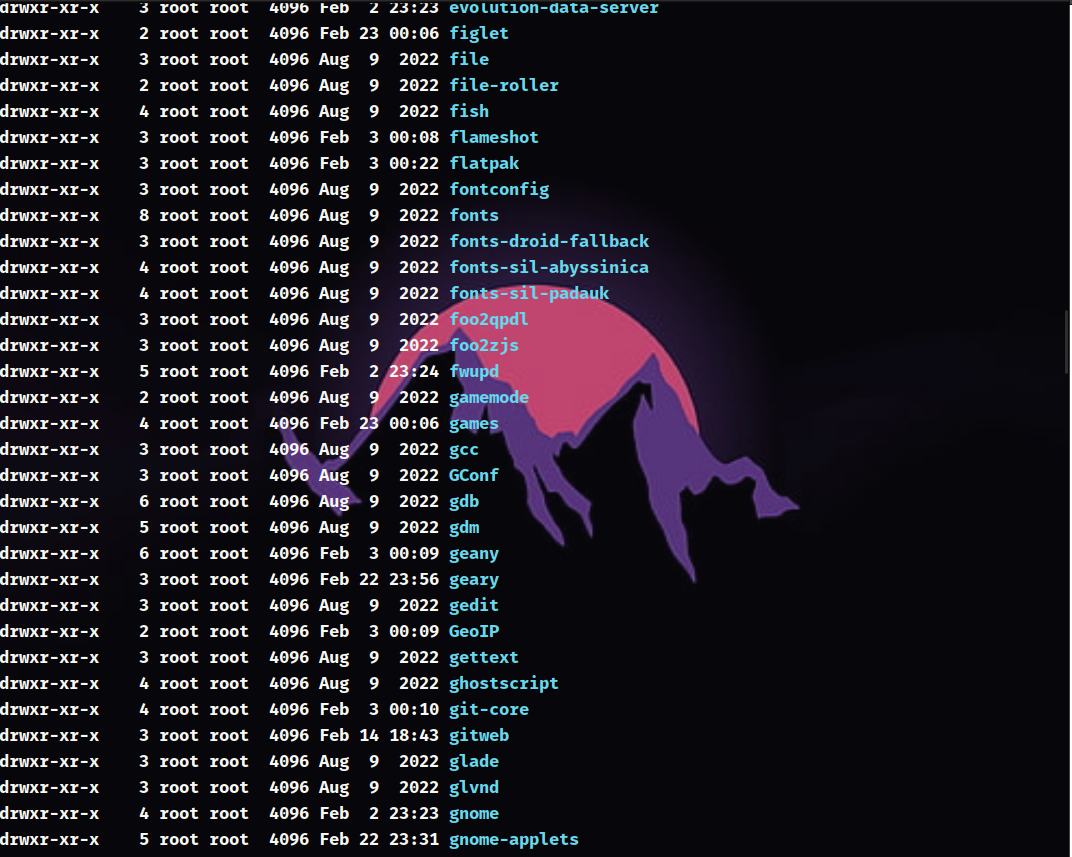 drwxr-xr-x    3 root root  4096 Feb  2 23:23 evolution-data-server
drwxr-xr-x    2 root root  4096 Feb 23 00:06 figlet
drwxr-xr-x    3 root root  4096 Aug  9  2022 file
drwxr-xr-x    2 root root  4096 Aug  9  2022 file-roller
drwxr-xr-x    4 root root  4096 Aug  9  2022 fish
drwxr-xr-x    3 root root  4096 Feb  3 00:08 flameshot
drwxr-xr-x    3 root root  4096 Feb  3 00:22 flatpak
drwxr-xr-x    3 root root  4096 Aug  9  2022 fontconfig
drwxr-xr-x    8 root root  4096 Aug  9  2022 fonts
drwxr-xr-x    3 root root  4096 Aug  9  2022 fonts-droid-fallback
drwxr-xr-x    4 root root  4096 Aug  9  2022 fonts-sil-abyssinica
drwxr-xr-x    4 root root  4096 Aug  9  2022 fonts-sil-padauk
drwxr-xr-x    3 root root  4096 Aug  9  2022 foo2qpdl
drwxr-xr-x    3 root root  4096 Aug  9  2022 foo2zjs
drwxr-xr-x    5 root root  4096 Feb  2 23:24 fwupd
drwxr-xr-x    2 root root  4096 Aug  9  2022 gamemode
drwxr-xr-x    4 root root  4096 Feb 23 00:06 games
drwxr-xr-x    3 root root  4096 Aug  9  2022 gcc
drwxr-xr-x    3 root root  4096 Aug  9  2022 GConf
drwxr-xr-x    6 root root  4096 Aug  9  2022 gdb
drwxr-xr-x    5 root root  4096 Aug  9  2022 gdm
drwxr-xr-x    6 root root  4096 Feb  3 00:09 geany
drwxr-xr-x    3 root root  4096 Feb 22 23:56 geary
drwxr-xr-x    3 root root  4096 Aug  9  2022 gedit
drwxr-xr-x    2 root root  4096 Feb  3 00:09 GeoIP
drwxr-xr-x    3 root root  4096 Aug  9  2022 gettext
drwxr-xr-x    4 root root  4096 Aug  9  2022 ghostscript
drwxr-xr-x    4 root root  4096 Feb  3 00:10 git-core
drwxr-xr-x    3 root root  4096 Feb 14 18:43 gitweb
drwxr-xr-x    3 root root  4096 Aug  9  2022 glade
drwxr-xr-x    3 root root  4096 Aug  9  2022 glvnd
drwxr-xr-x    4 root root  4096 Feb  2 23:23 gnome
drwxr-xr-x    5 root root  4096 Feb 22 23:31 gnome-applets